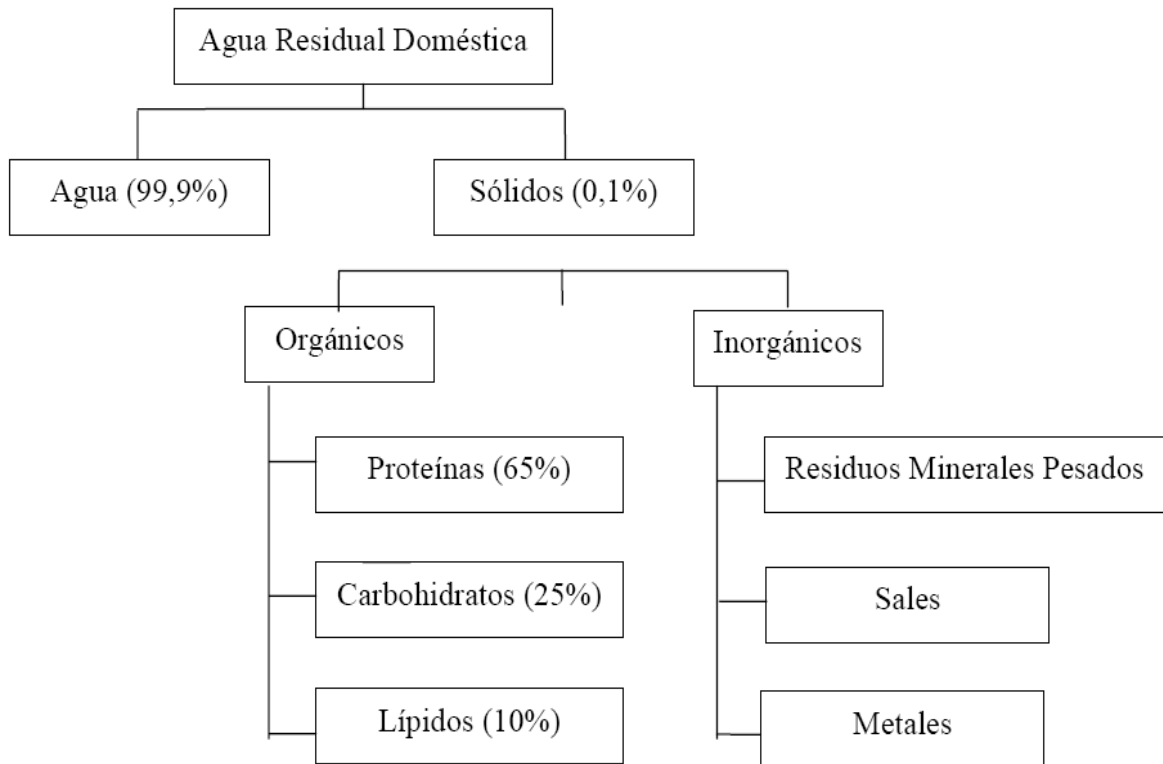 Agua Residual Doméstica
Agua (99,9%)
Sólidos (0,1%)
Orgánicos
Inorgánicos
Proteínas (65%)
Residuos Minerales Pesados
Carbohidratos (25%)
Sales
Lípidos (10%)
Metales